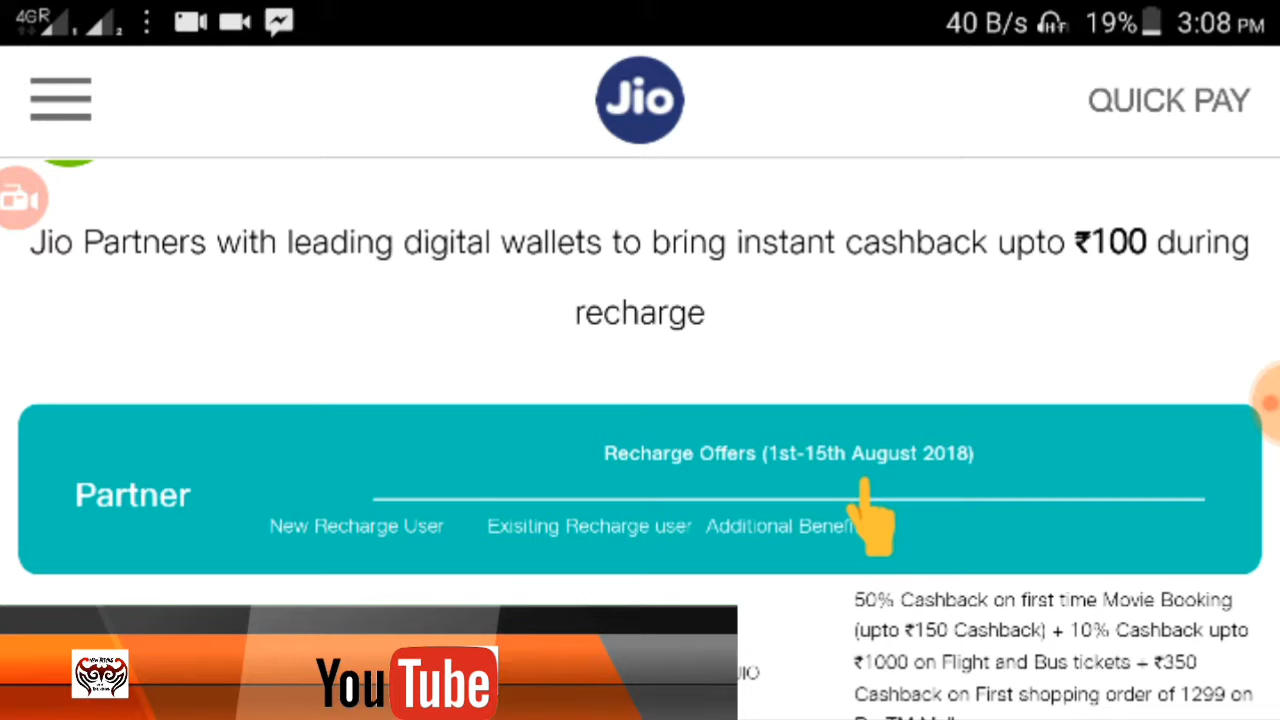 4GR 1 2 40 B/s 19% 3:08 PM
Jio QUICK PAY
Jio Partners with leading digital wallets to bring instant cashback upto ₹100 during
recharge
Recharge Offers (1st-15th August 2018)
Partner
New Recharge User Exisiting Recharge user Additional
50% Cashback on first time Movie Booking
(upto ₹150 Cashback) + 10% Cashback upto
₹1000 on Flight and Bus tickets + ₹350
Cashback on First shopping order of 1299 on
YouTube